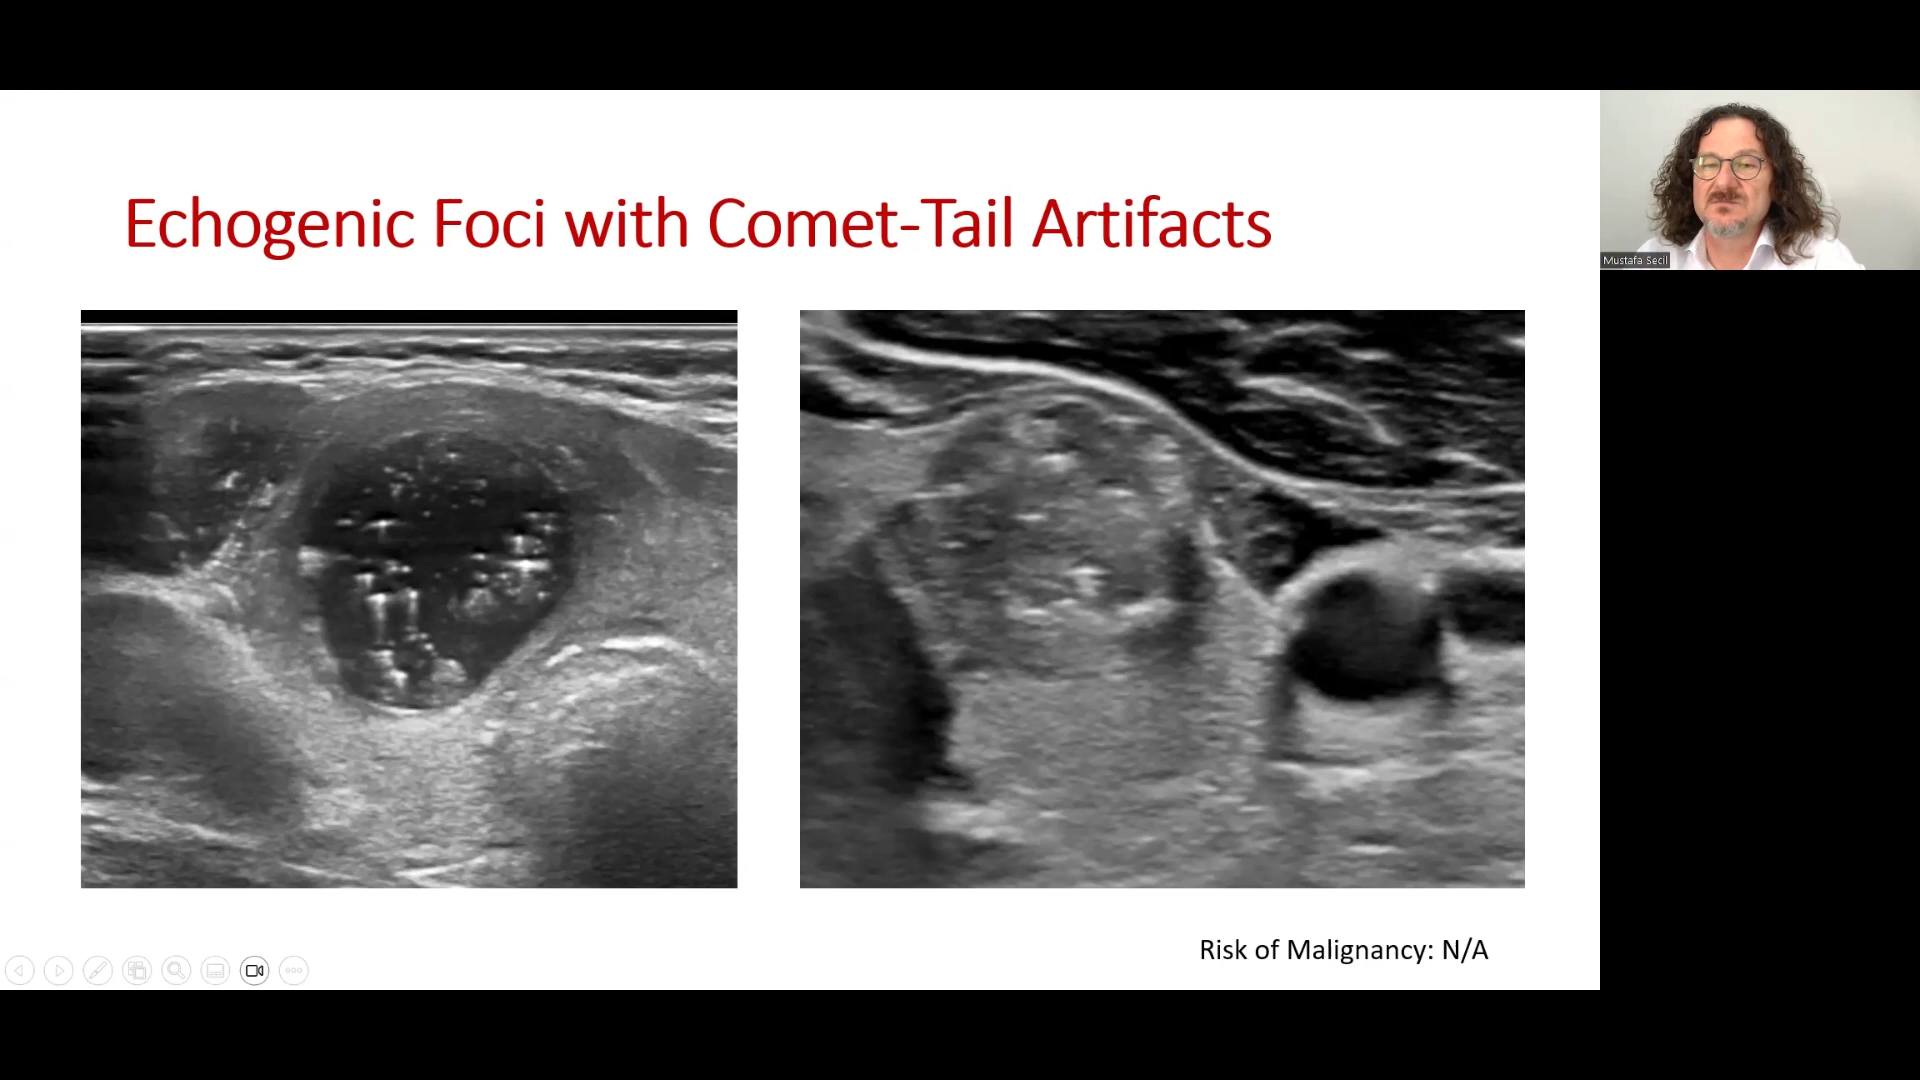 Echogenic Foci with Comet-Tail Artifacts
Mustafa Secil
Risk of Malignancy: N/A